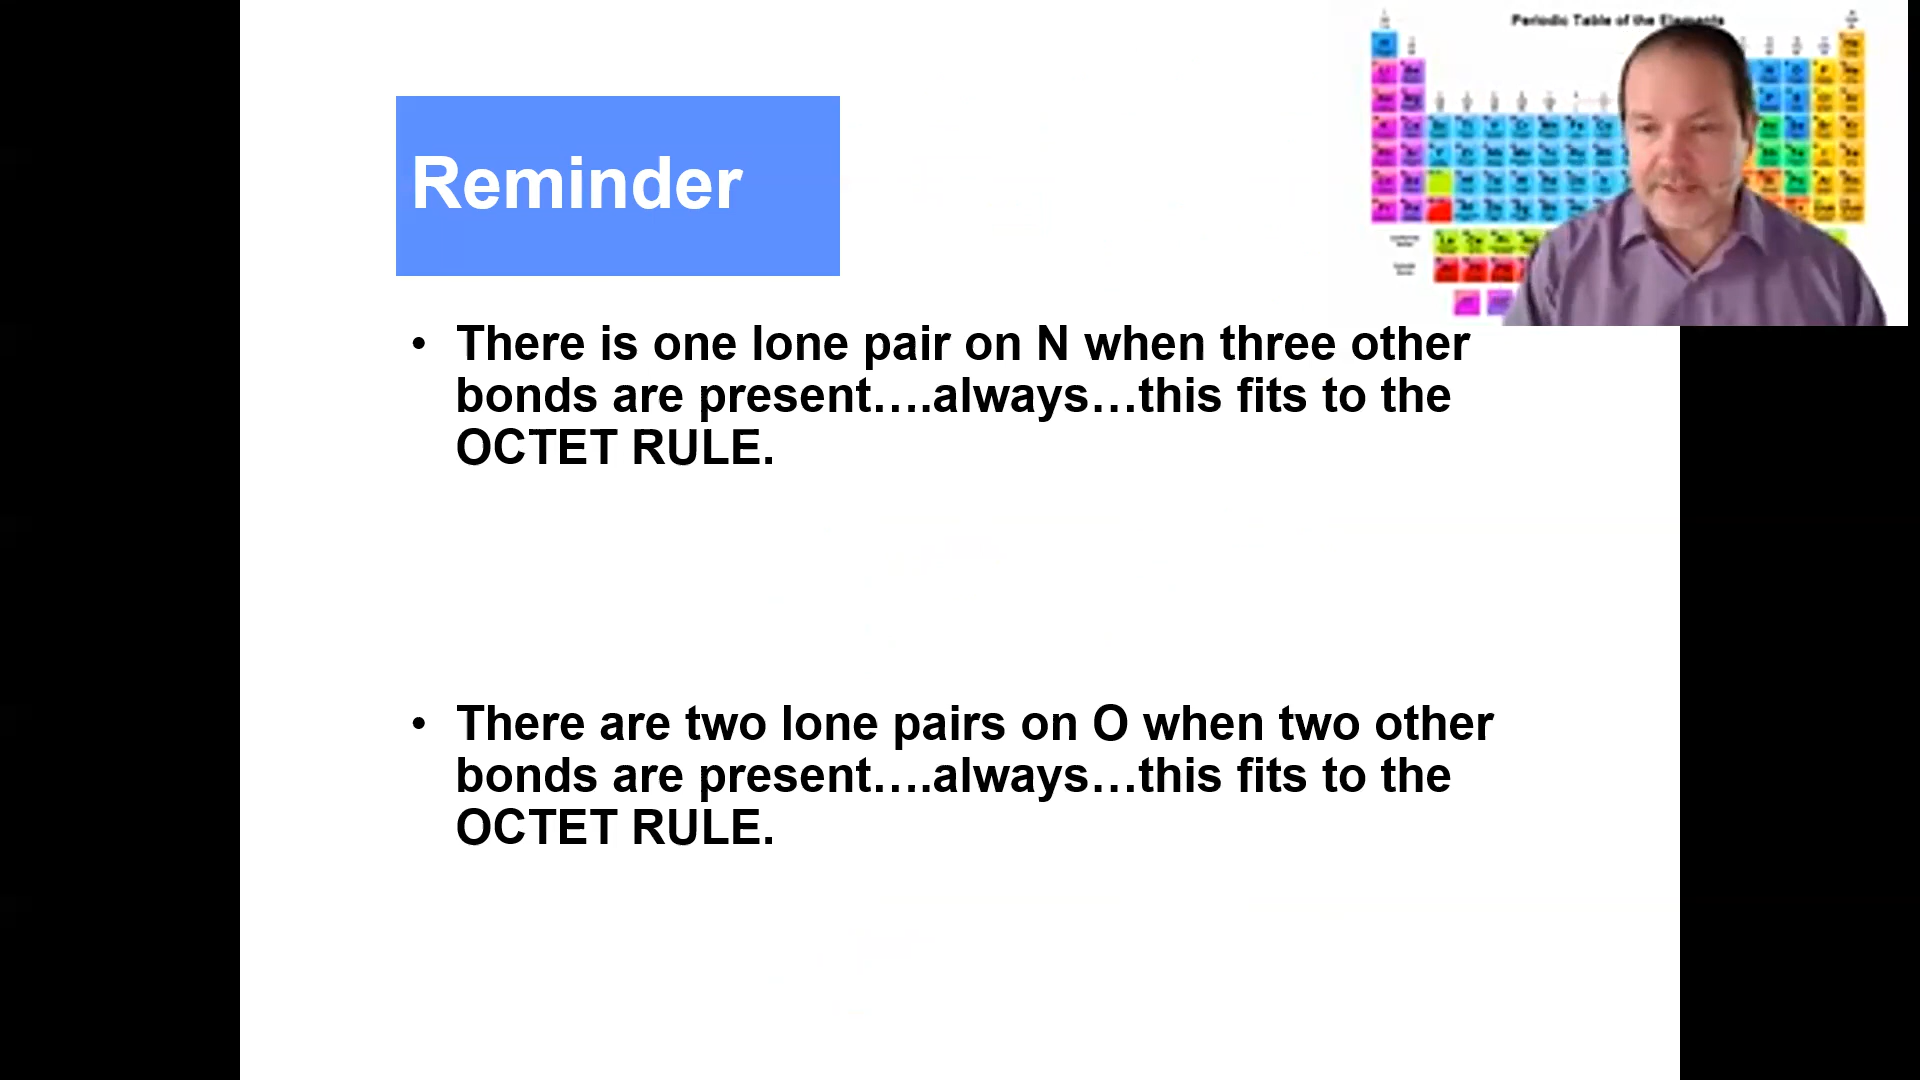 Periodic Table of the Elements
Reminder
• There is one lone pair on N when three other
bonds are present….always…this fits to the
OCTET RULE.
• There are two lone pairs on O when two other
bonds are present….always…this fits to the
OCTET RULE.